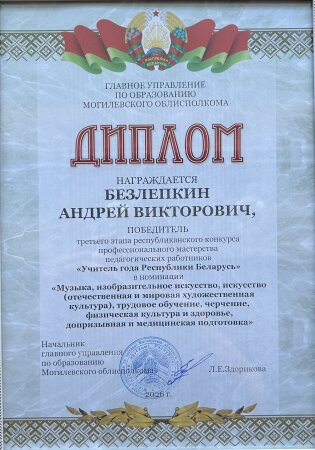 ГЛАВНОЕ УПРАВЛЕНИЕ
ПО ОБРАЗОВАНИЮ
МОГИЛЕВСКОГО ОБЛИСПОЛКОМА
ДИПЛОМ
НАГРАЖДАЕТСЯ
БЕЗЛЕПКИН
АНДРЕЙ ВИКТОРОВИЧ,
ПОБЕДИТЕЛЬ
третьего этапа республиканского конкурса
профессионального мастерства
педагогических работников
«Учитель года Республики Беларусь»
в номинации
«Музыка, изобразительное искусство, искусство
(отечественная и мировая художественная
культура), трудовое обучение, черчение,
физическая культура и здоровье,
допризывная и медицинская подготовка»
Начальник
главного управления
по образованию
Могилевского облисполкома
Л.Е.Здорикова
2026 г.